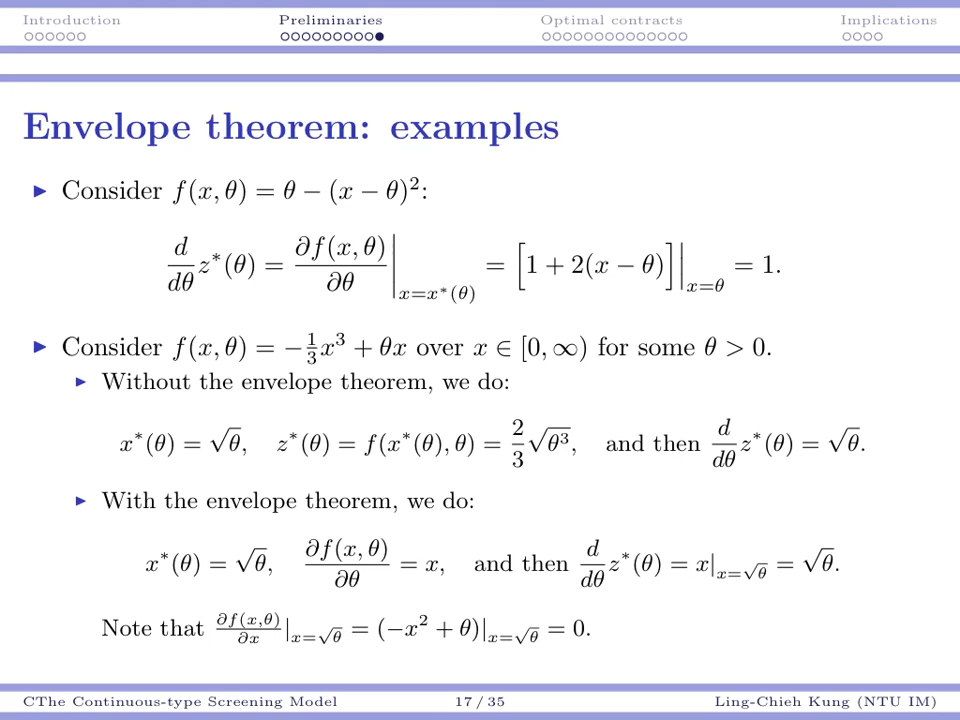 Introduction Preliminaries Optimal contracts Implications
Envelope theorem: examples
▶ Consider f(x, θ) = θ − (x − θ)²:
d/dθ z*(θ) = ∂f(x, θ)/∂θ |x=x*(θ) = [1 + 2(x − θ)]|x=θ = 1.
▶ Consider f(x, θ) = −1/3 x³ + θx over x ∈ [0, ∞) for some θ > 0.
▶ Without the envelope theorem, we do:
x*(θ) = √θ, z*(θ) = f(x*(θ), θ) = 2/3 √θ³, and then d/dθ z*(θ) = √θ.
▶ With the envelope theorem, we do:
x*(θ) = √θ, ∂f(x, θ)/∂θ = x, and then d/dθ z*(θ) = x|x=√θ = √θ.
Note that ∂f(x,θ)/∂x |x=√θ = (−x² + θ)|x=√θ = 0.
CThe Continuous-type Screening Model 17 / 35 Ling-Chieh Kung (NTU IM)